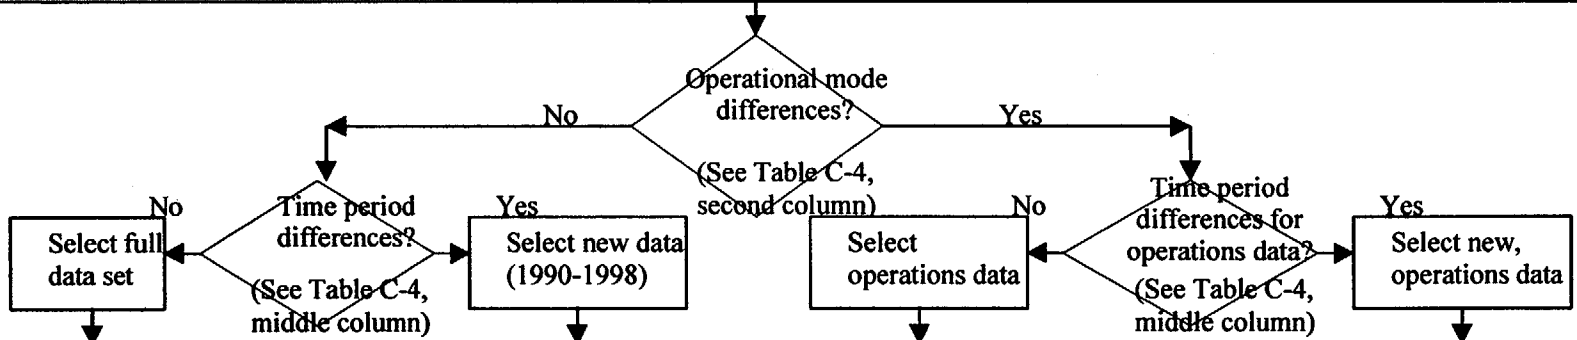 Operational mode
differences?
(See Table C-4,
second column)
No
Yes
No
Time period
differences?
(See Table C-4,
middle column)
Yes
Select full
data set
Select new data
(1990-1998)
No
Time period
differences for
operations data?
(See Table C-4,
middle column)
Yes
Select
operations data
Select new,
operations data